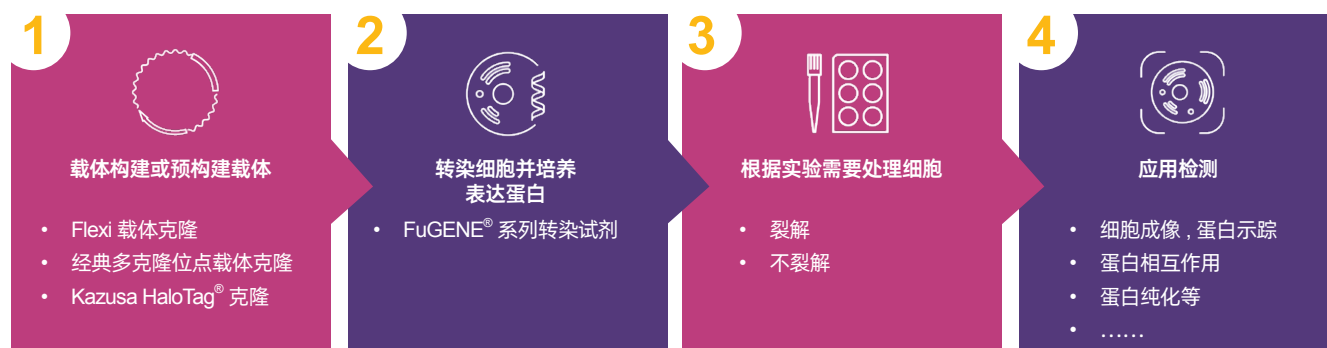 1
载体构建或预构建载体
• Flexi 载体克隆
• 经典多克隆位点载体克隆
• Kazusa HaloTag® 克隆
2
转染细胞并培养
表达蛋白
• FuGENE® 系列转染试剂
3
根据实验需要处理细胞
• 裂解
• 不裂解
4
应用检测
• 细胞成像 , 蛋白示踪
• 蛋白相互作用
• 蛋白纯化等
• ……